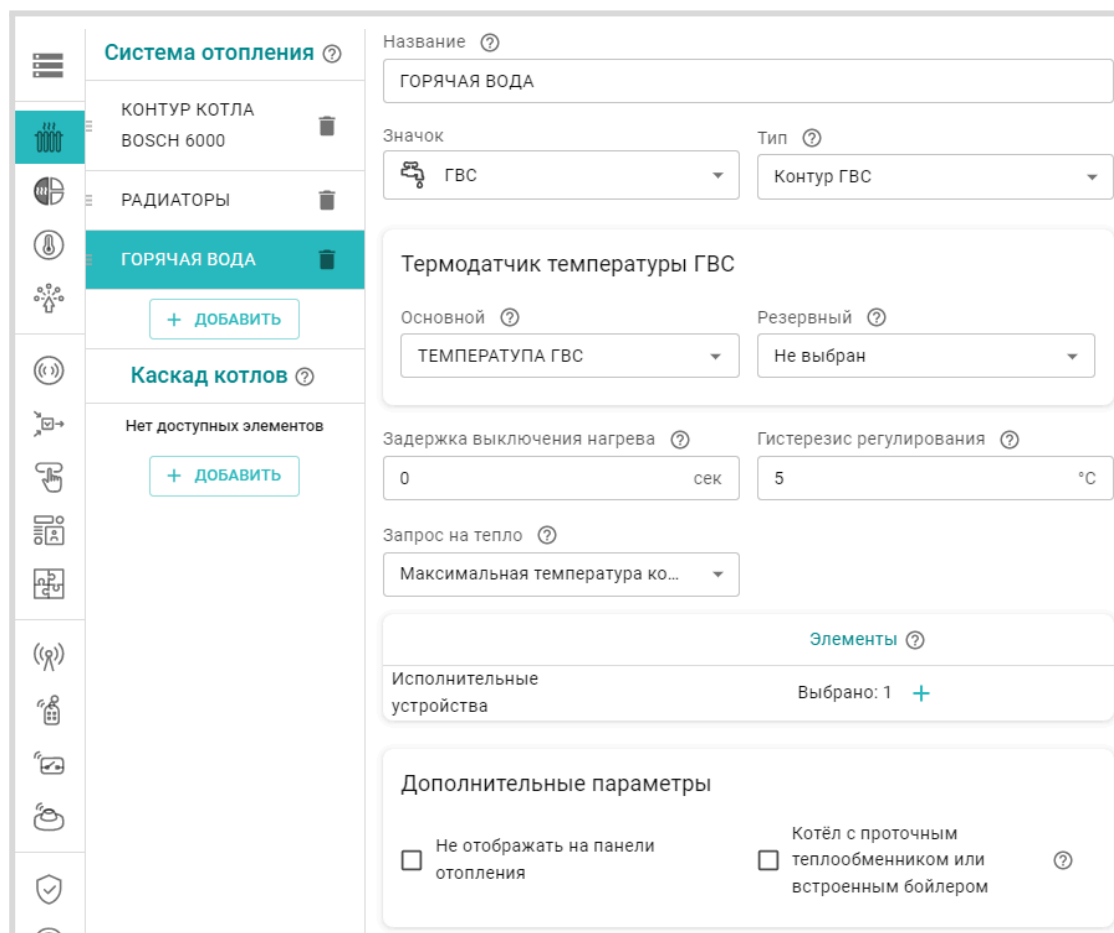 Система отопления
КОНТУР КОТЛА
BOSCH 6000
РАДИАТОРЫ
ГОРЯЧАЯ ВОДА
+ ДОБАВИТЬ
Каскад котлов
Нет доступных элементов
+ ДОБАВИТЬ
Название
ГОРЯЧАЯ ВОДА
Значок
Тип
ГВС
Контур ГВС
Термодатчик температуры ГВС
Основной
Резервный
ТЕМПЕРАТУПА ГВС
Не выбран
Задержка выключения нагрева
Гистерезис регулирования
0 сек
5 °C
Запрос на тепло
Максимальная температура ко...
Элементы
Исполнительные
устройства
Выбрано: 1 +
Дополнительные параметры
Не отображать на панели
отопления
Котёл с проточным
теплообменником или
встроенным бойлером